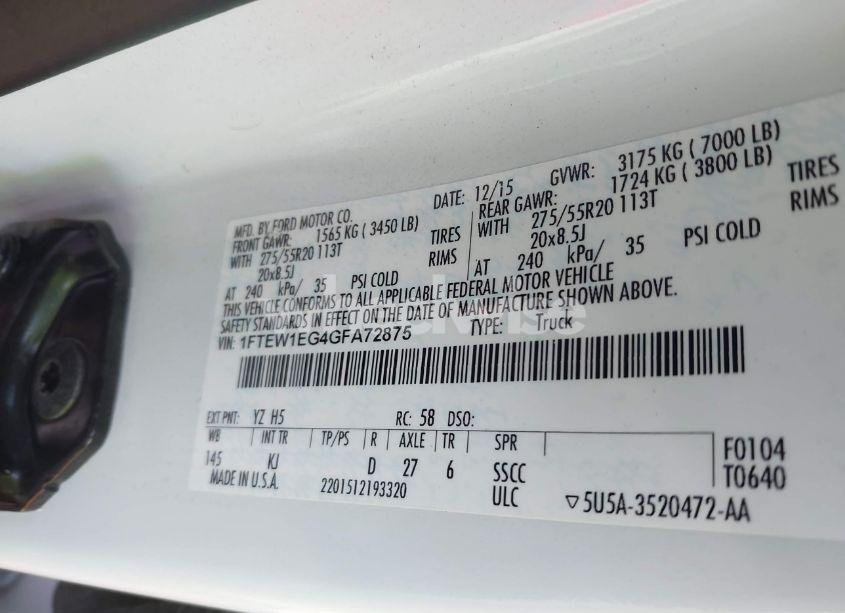 MFD. BY FORD MOTOR CO.
DATE: 12/15
GVWR: 3175 KG ( 7000 LB)
FRONT GAWR: 1565 KG ( 3450 LB)
REAR GAWR: 1724 KG ( 3800 LB)
WITH 275/55R20 113T TIRES
WITH 275/55R20 113T TIRES
20x8.5J RIMS
20x8.5J RIMS
AT 240 kPa/ 35 PSI COLD
AT 240 kPa/ 35 PSI COLD
THIS VEHICLE CONFORMS TO ALL APPLICABLE FEDERAL MOTOR VEHICLE
SAFETY STANDARDS IN EFFECT ON THE DATE OF MANUFACTURE SHOWN ABOVE.
VIN: 1FTEW1EG4GFA72875
TYPE: Truck
EXT PNT: YZ H5 RC: 58 DSO:
WB INT TR TP/PS R AXLE TR SPR
145 KJ D 27 6 SSCC
F0104
T0640
MADE IN U.S.A. 2201512193320 ULC
▽5U5A-3520472-AA